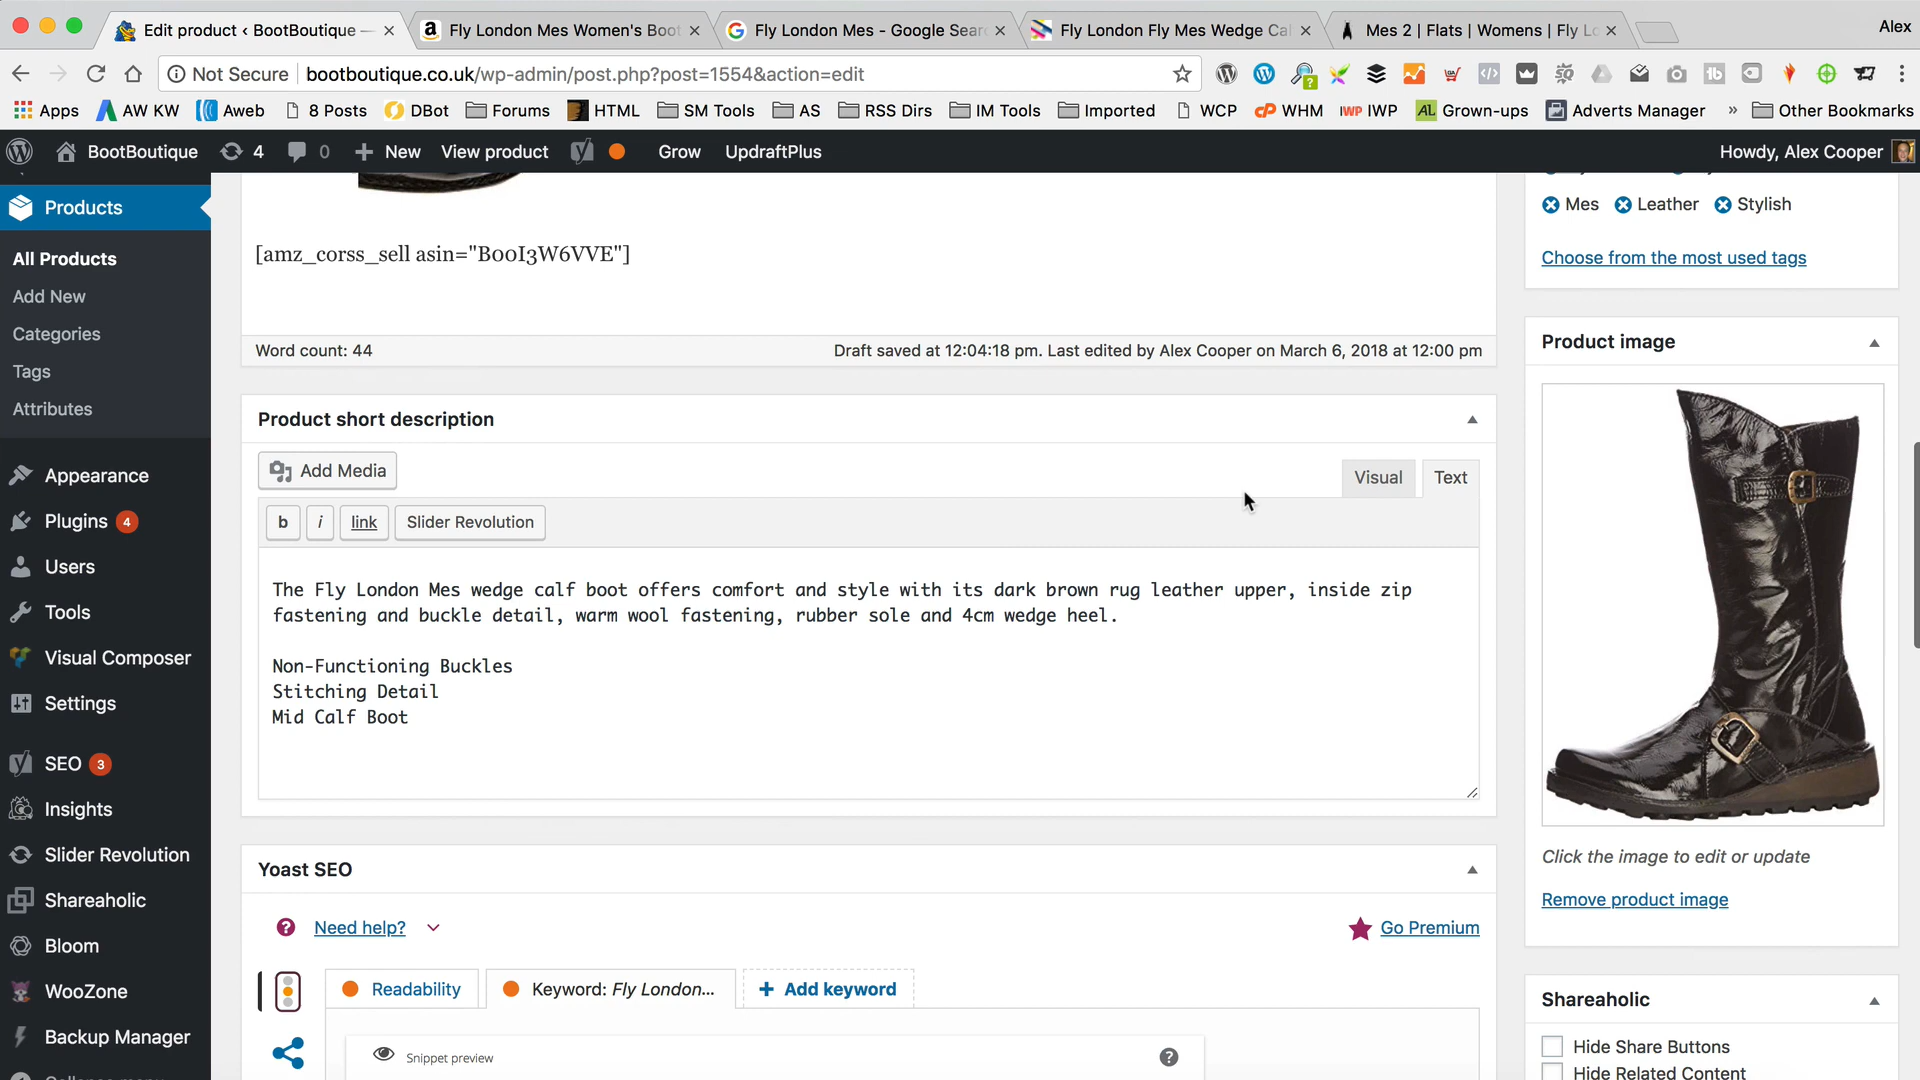 Edit product ‹ BootBoutique —
Fly London Mes Women's Boot
Fly London Mes - Google Sear
Fly London Fly Mes Wedge Cal
Mes 2 | Flats | Womens | Fly Lo
Alex
Not Secure
bootboutique.co.uk/wp-admin/post.php?post=1554&action=edit
Apps
AW KW
Aweb
8 Posts
DBot
Forums
HTML
SM Tools
AS
RSS Dirs
IM Tools
Imported
WCP
WHM
IWP
AL Grown-ups
Adverts Manager
»
Other Bookmarks
BootBoutique
4
0
New
View product
Grow
UpdraftPlus
Howdy, Alex Cooper
Products
All Products
Add New
Categories
Tags
Attributes
Appearance
Plugins 4
Users
Tools
Visual Composer
Settings
SEO 3
Insights
Slider Revolution
Shareaholic
Bloom
WooZone
Backup Manager
Collapse menu
[amz_corss_sell asin="B00I3W6VVE"]
Word count: 44
Draft saved at 12:04:18 pm. Last edited by Alex Cooper on March 6, 2018 at 12:00 pm
Product short description
Add Media
Visual
Text
b
i
link
Slider Revolution
The Fly London Mes wedge calf boot offers comfort and style with its dark brown rug leather upper, inside zip
fastening and buckle detail, warm wool fastening, rubber sole and 4cm wedge heel.
Non-Functioning Buckles
Stitching Detail
Mid Calf Boot
Yoast SEO
Need help?
Go Premium
Readability
Keyword: Fly London...
Add keyword
Snippet preview
Mes
Leather
Stylish
Choose from the most used tags
Product image
Click the image to edit or update
Remove product image
Shareaholic
Hide Share Buttons
Hide Related Content